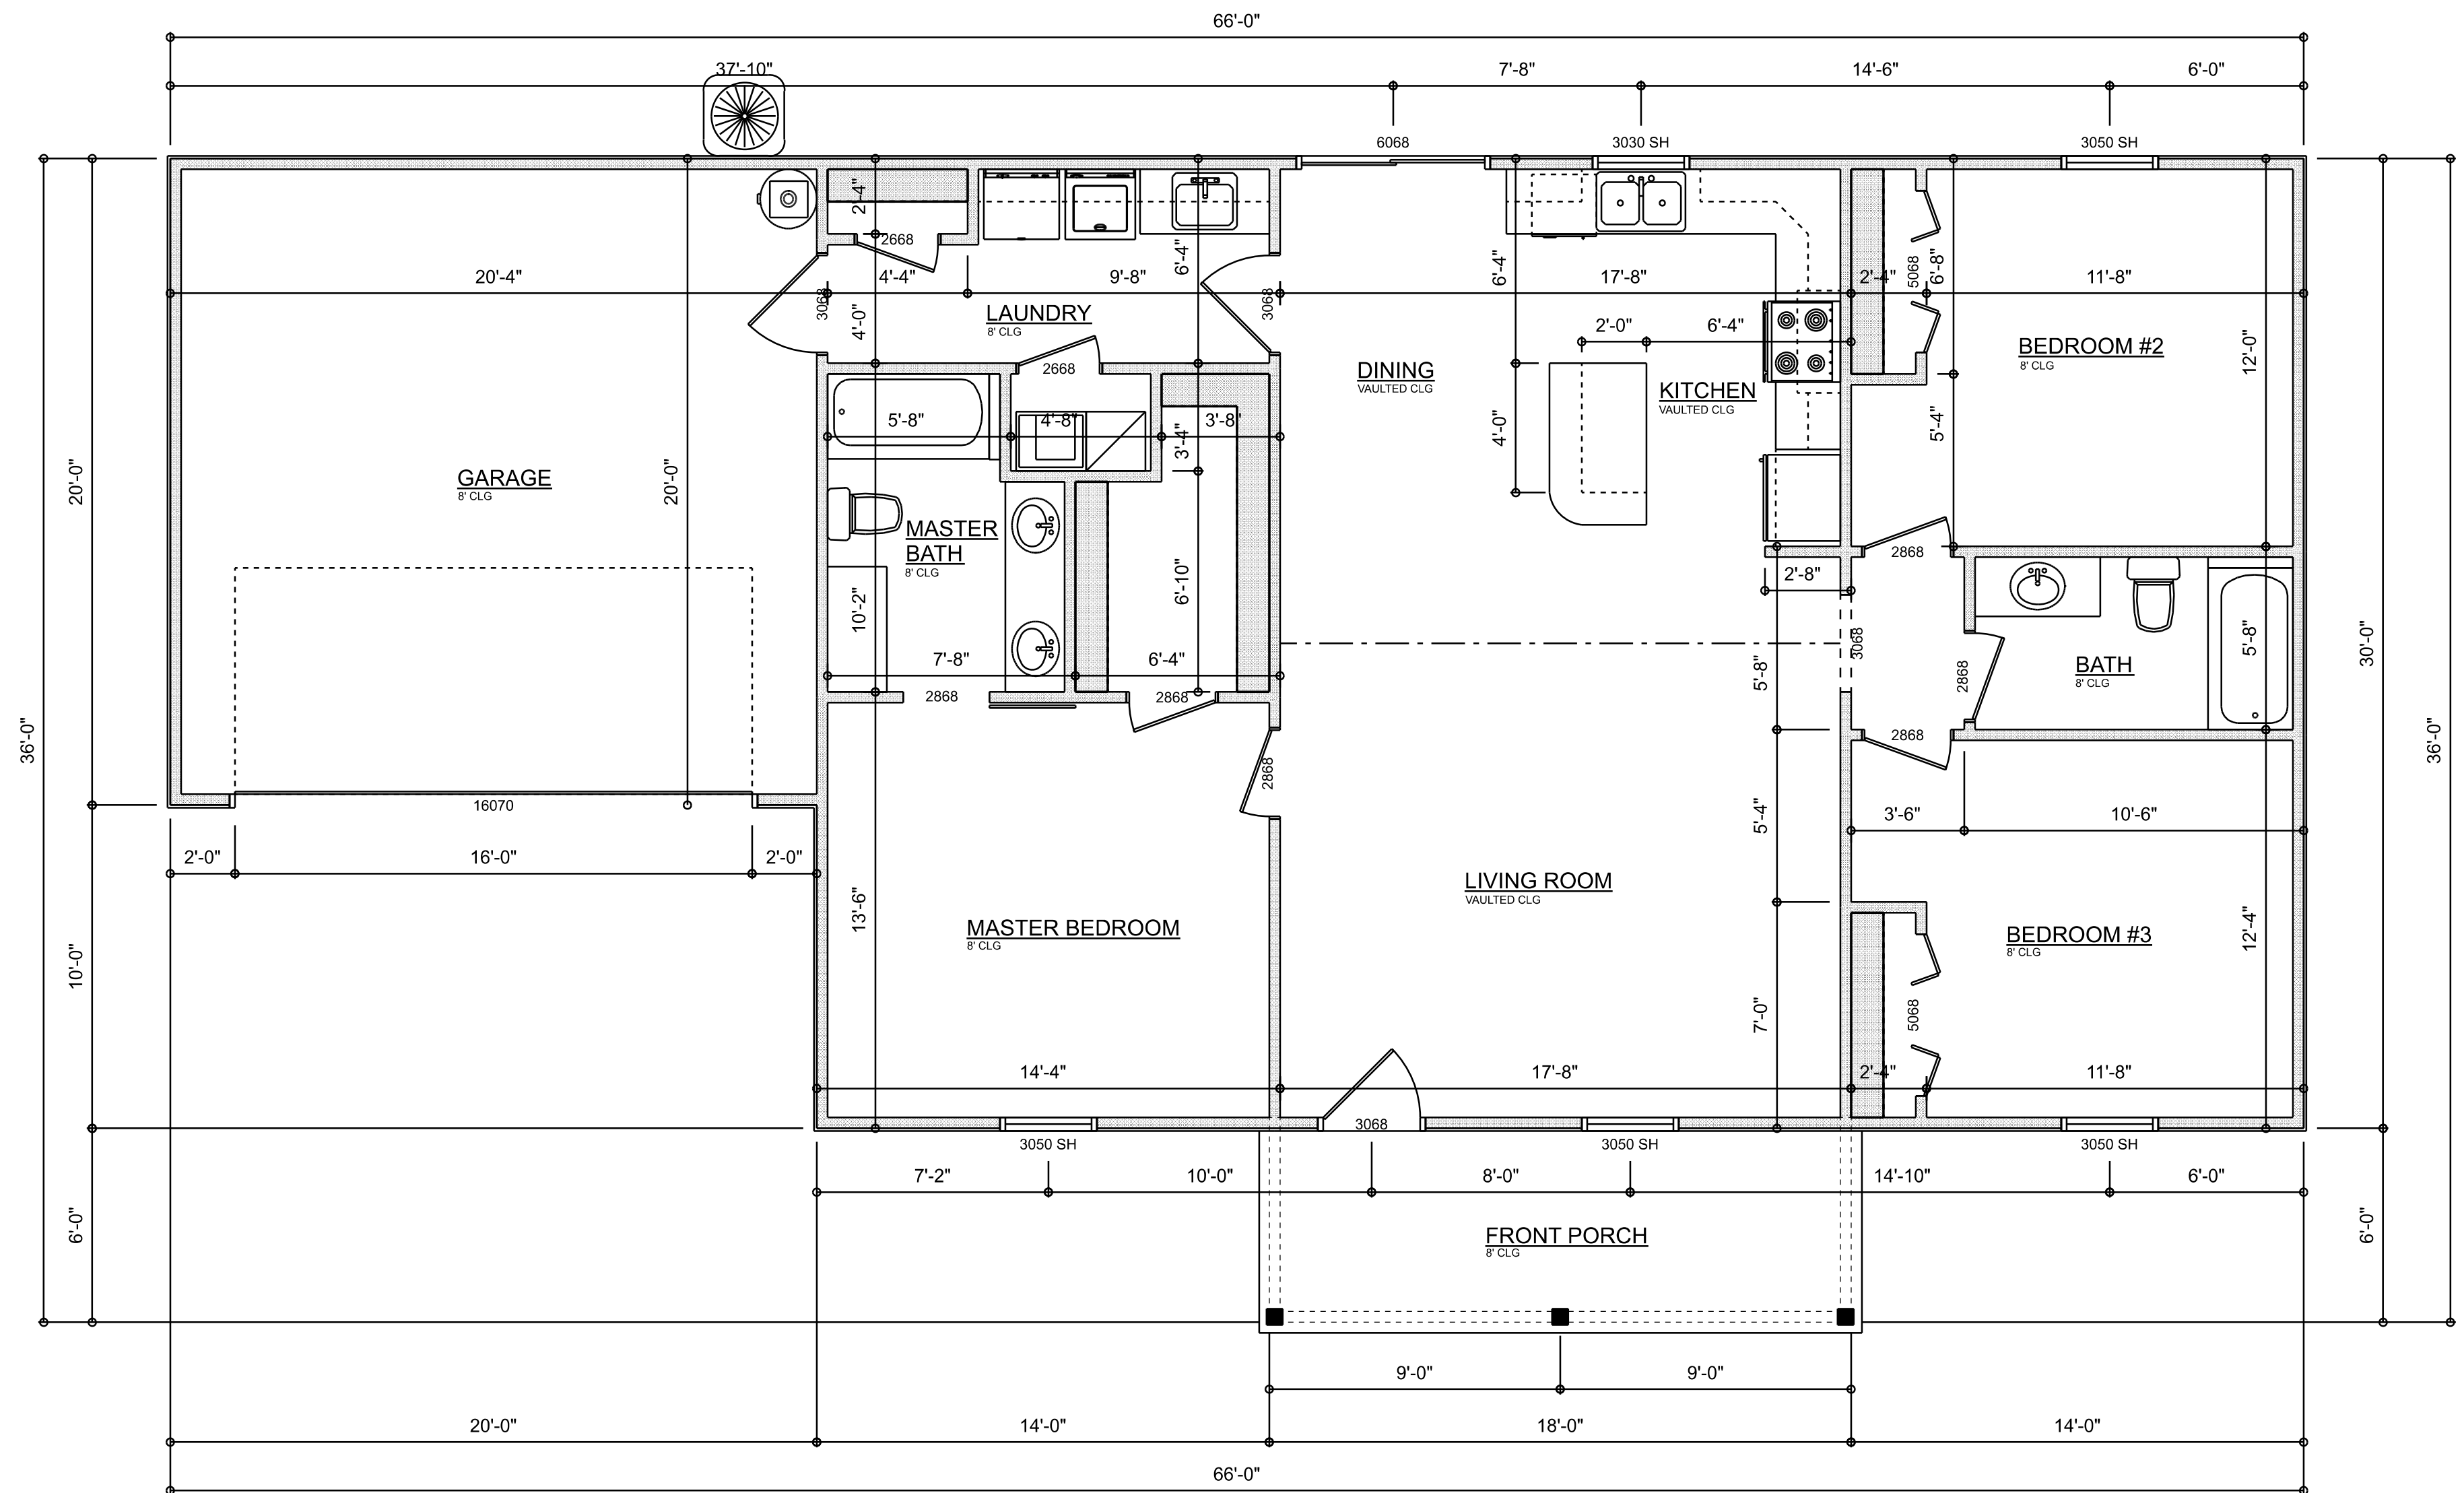 66'-0"
37'-10" 7'-8" 14'-6" 6'-0"
6068 3030 SH 3050 SH
2'-4"
2668
6'-4"
20'-4" 4'-4" 9'-8" 6'-4" 17'-8" 2'-4" 5068 6'-8" 11'-8"
3068 4'-0" LAUNDRY
8' CLG
3068
2'-0" 6'-4"
BEDROOM #2
8' CLG
12'-0"
2668
DINING
VAULTED CLG
KITCHEN
VAULTED CLG
5'-8" 4'-8" 3'-8"
3'-4" 4'-0" 5'-4"
GARAGE
8' CLG
20'-0" 20'-0"
MASTER
BATH
8' CLG
10'-2" 6'-10"
2868
2'-8"
36'-0" 30'-0" 36'-0"
7'-8" 6'-4"
3068
5'-8"
2868
BATH
8' CLG
5'-8"
2868 2868
2868
2868
16070
5'-4"
3'-6" 10'-6"
2'-0" 16'-0" 2'-0"
13'-6"
LIVING ROOM
VAULTED CLG
MASTER BEDROOM
8' CLG
BEDROOM #3
8' CLG
12'-4"
10'-0"
7'-0"
5068
14'-4" 17'-8" 2'-4" 11'-8"
3068
3050 SH 3050 SH 3050 SH
7'-2" 10'-0" 8'-0" 14'-10" 6'-0"
6'-0" 6'-0"
FRONT PORCH
8' CLG
9'-0" 9'-0"
20'-0" 14'-0" 18'-0" 14'-0"
66'-0"